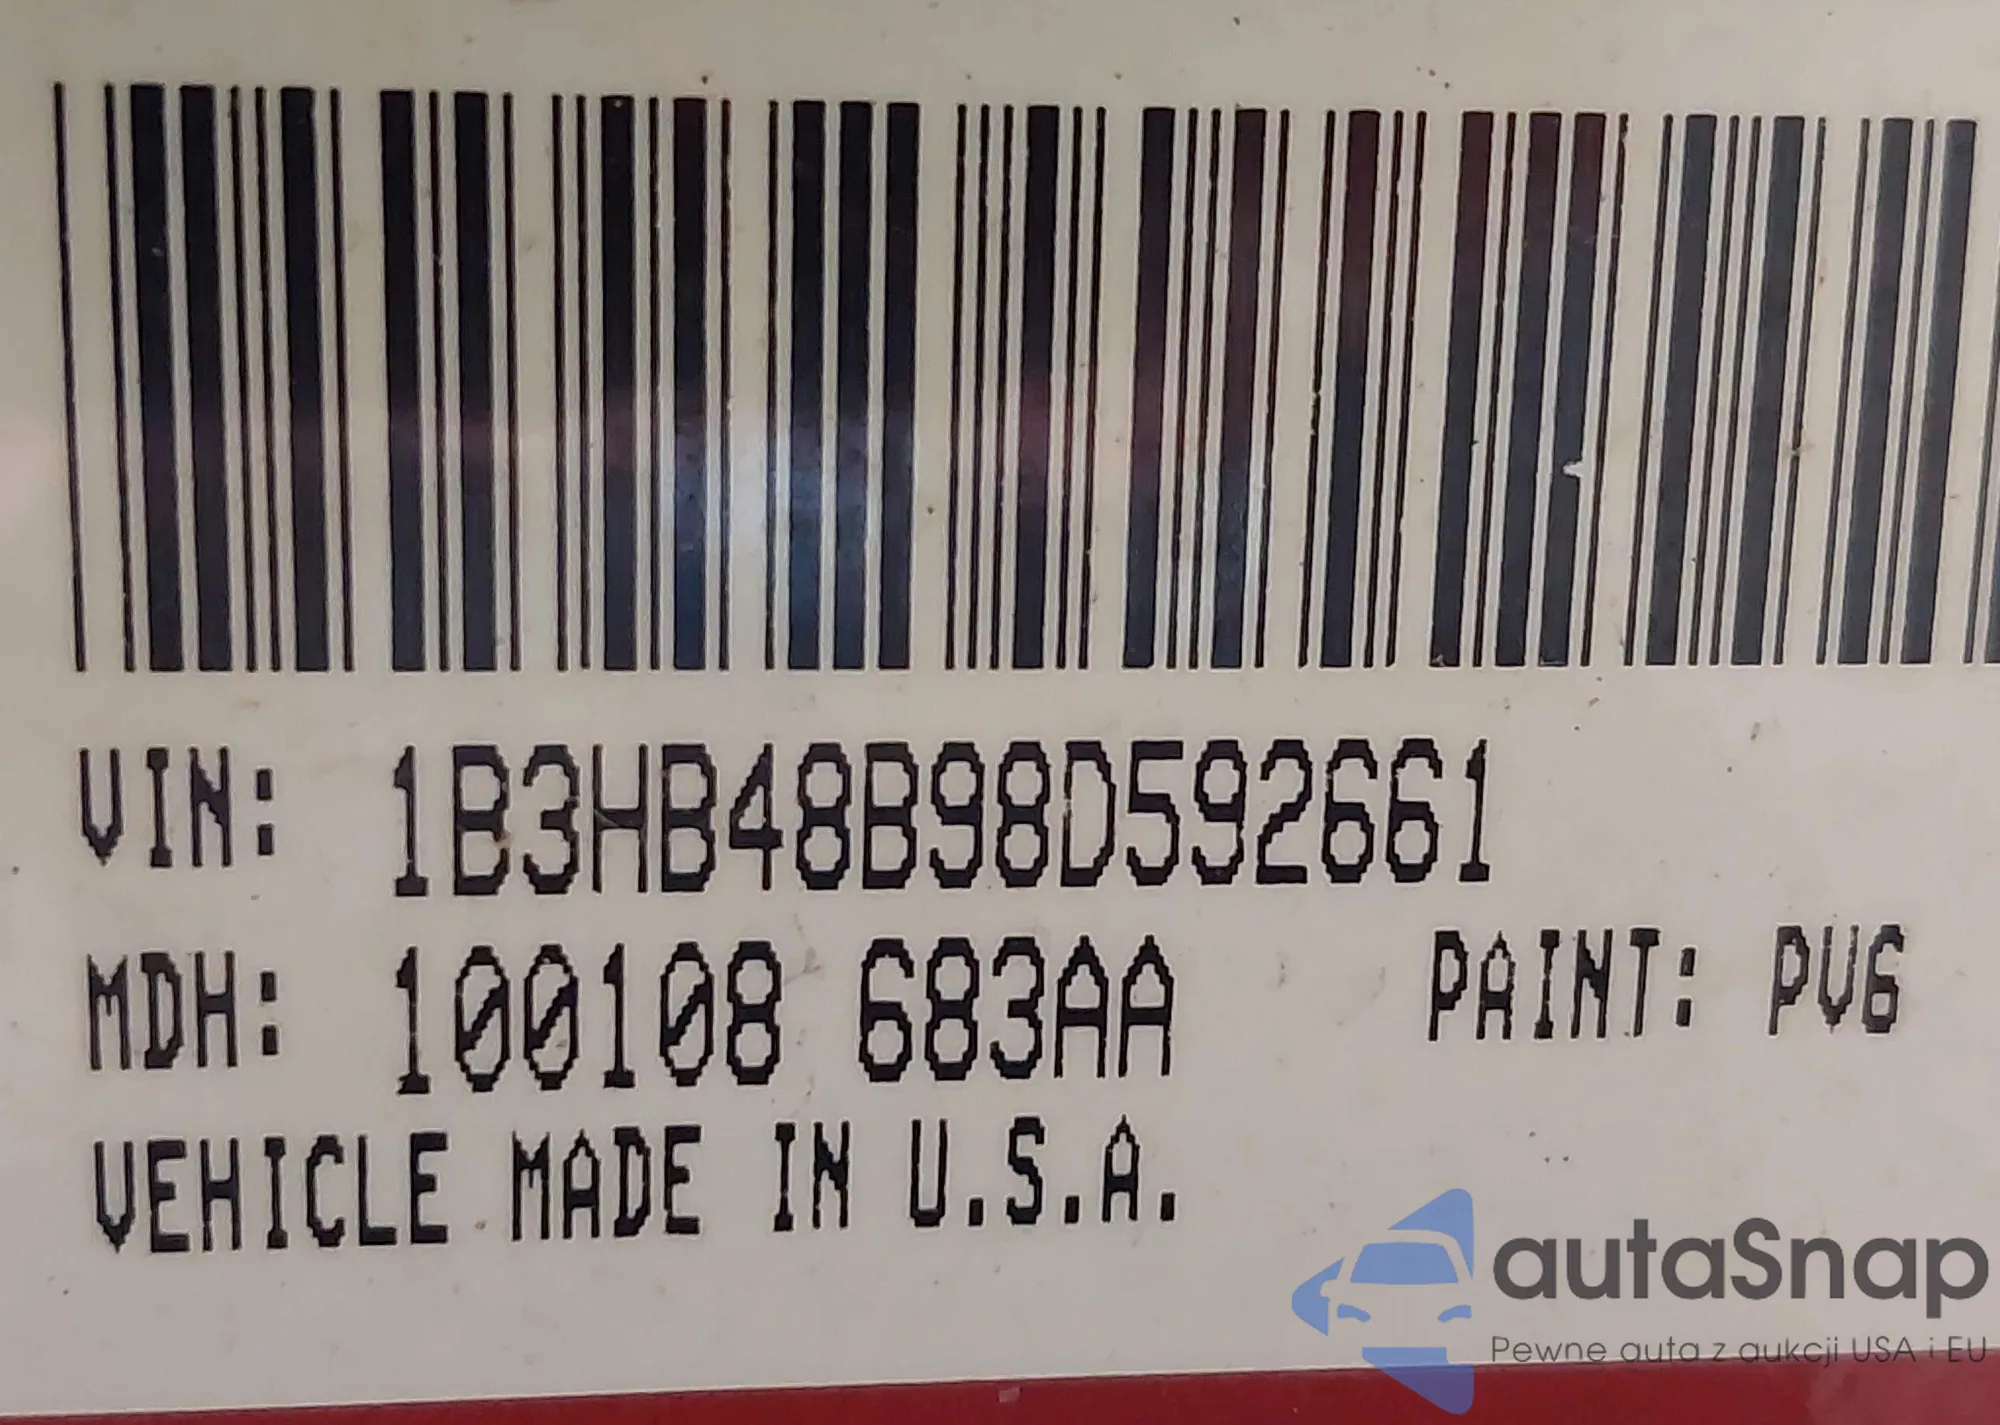 VIN: 1B3HB48B98D592661
MDH: 100108 683AA PAINT: PV6
VEHICLE MADE IN U.S.A.
autaSnap
Pewne auta z aukcji USA i EU